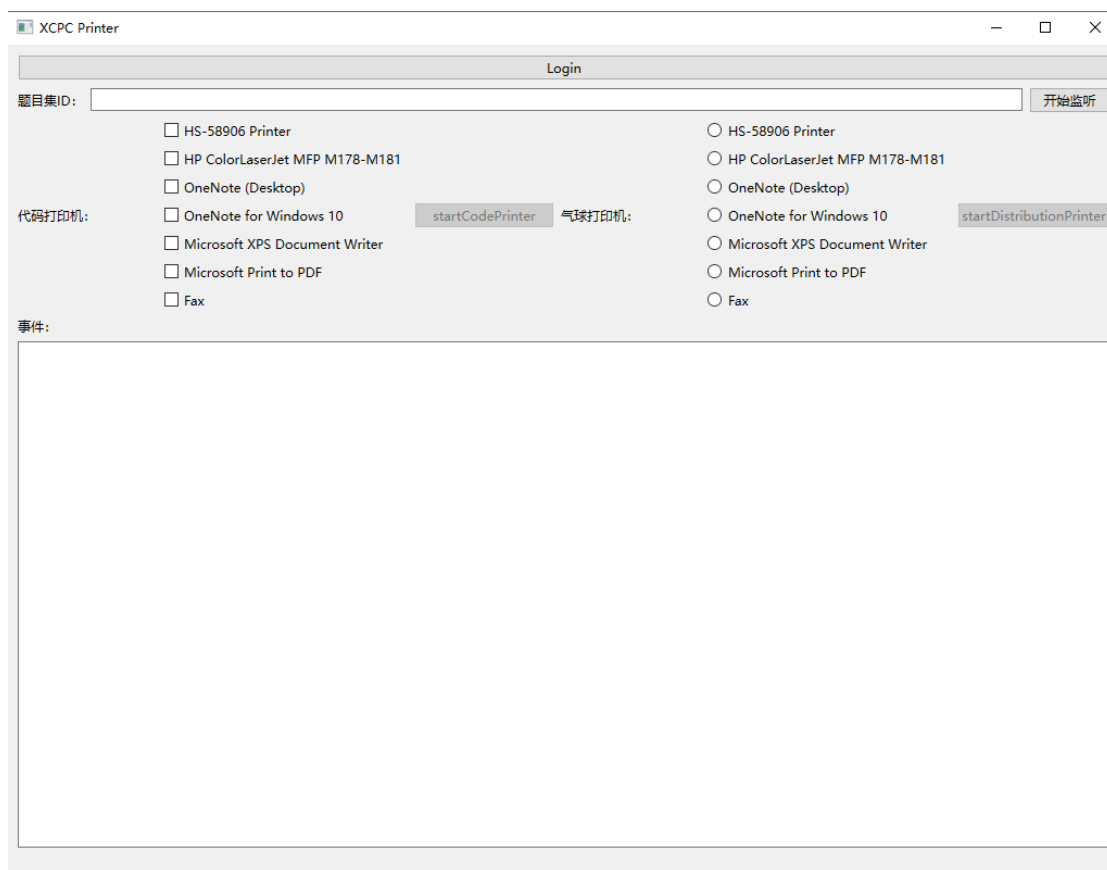 XCPC Printer
Login
题目集ID： 开始监听
HS-58906 Printer HS-58906 Printer
HP ColorLaserJet MFP M178-M181 HP ColorLaserJet MFP M178-M181
OneNote (Desktop) OneNote (Desktop)
代码打印机： OneNote for Windows 10 startCodePrinter 气球打印机： OneNote for Windows 10 startDistributionPrinter
Microsoft XPS Document Writer Microsoft XPS Document Writer
Microsoft Print to PDF Microsoft Print to PDF
Fax Fax
事件：